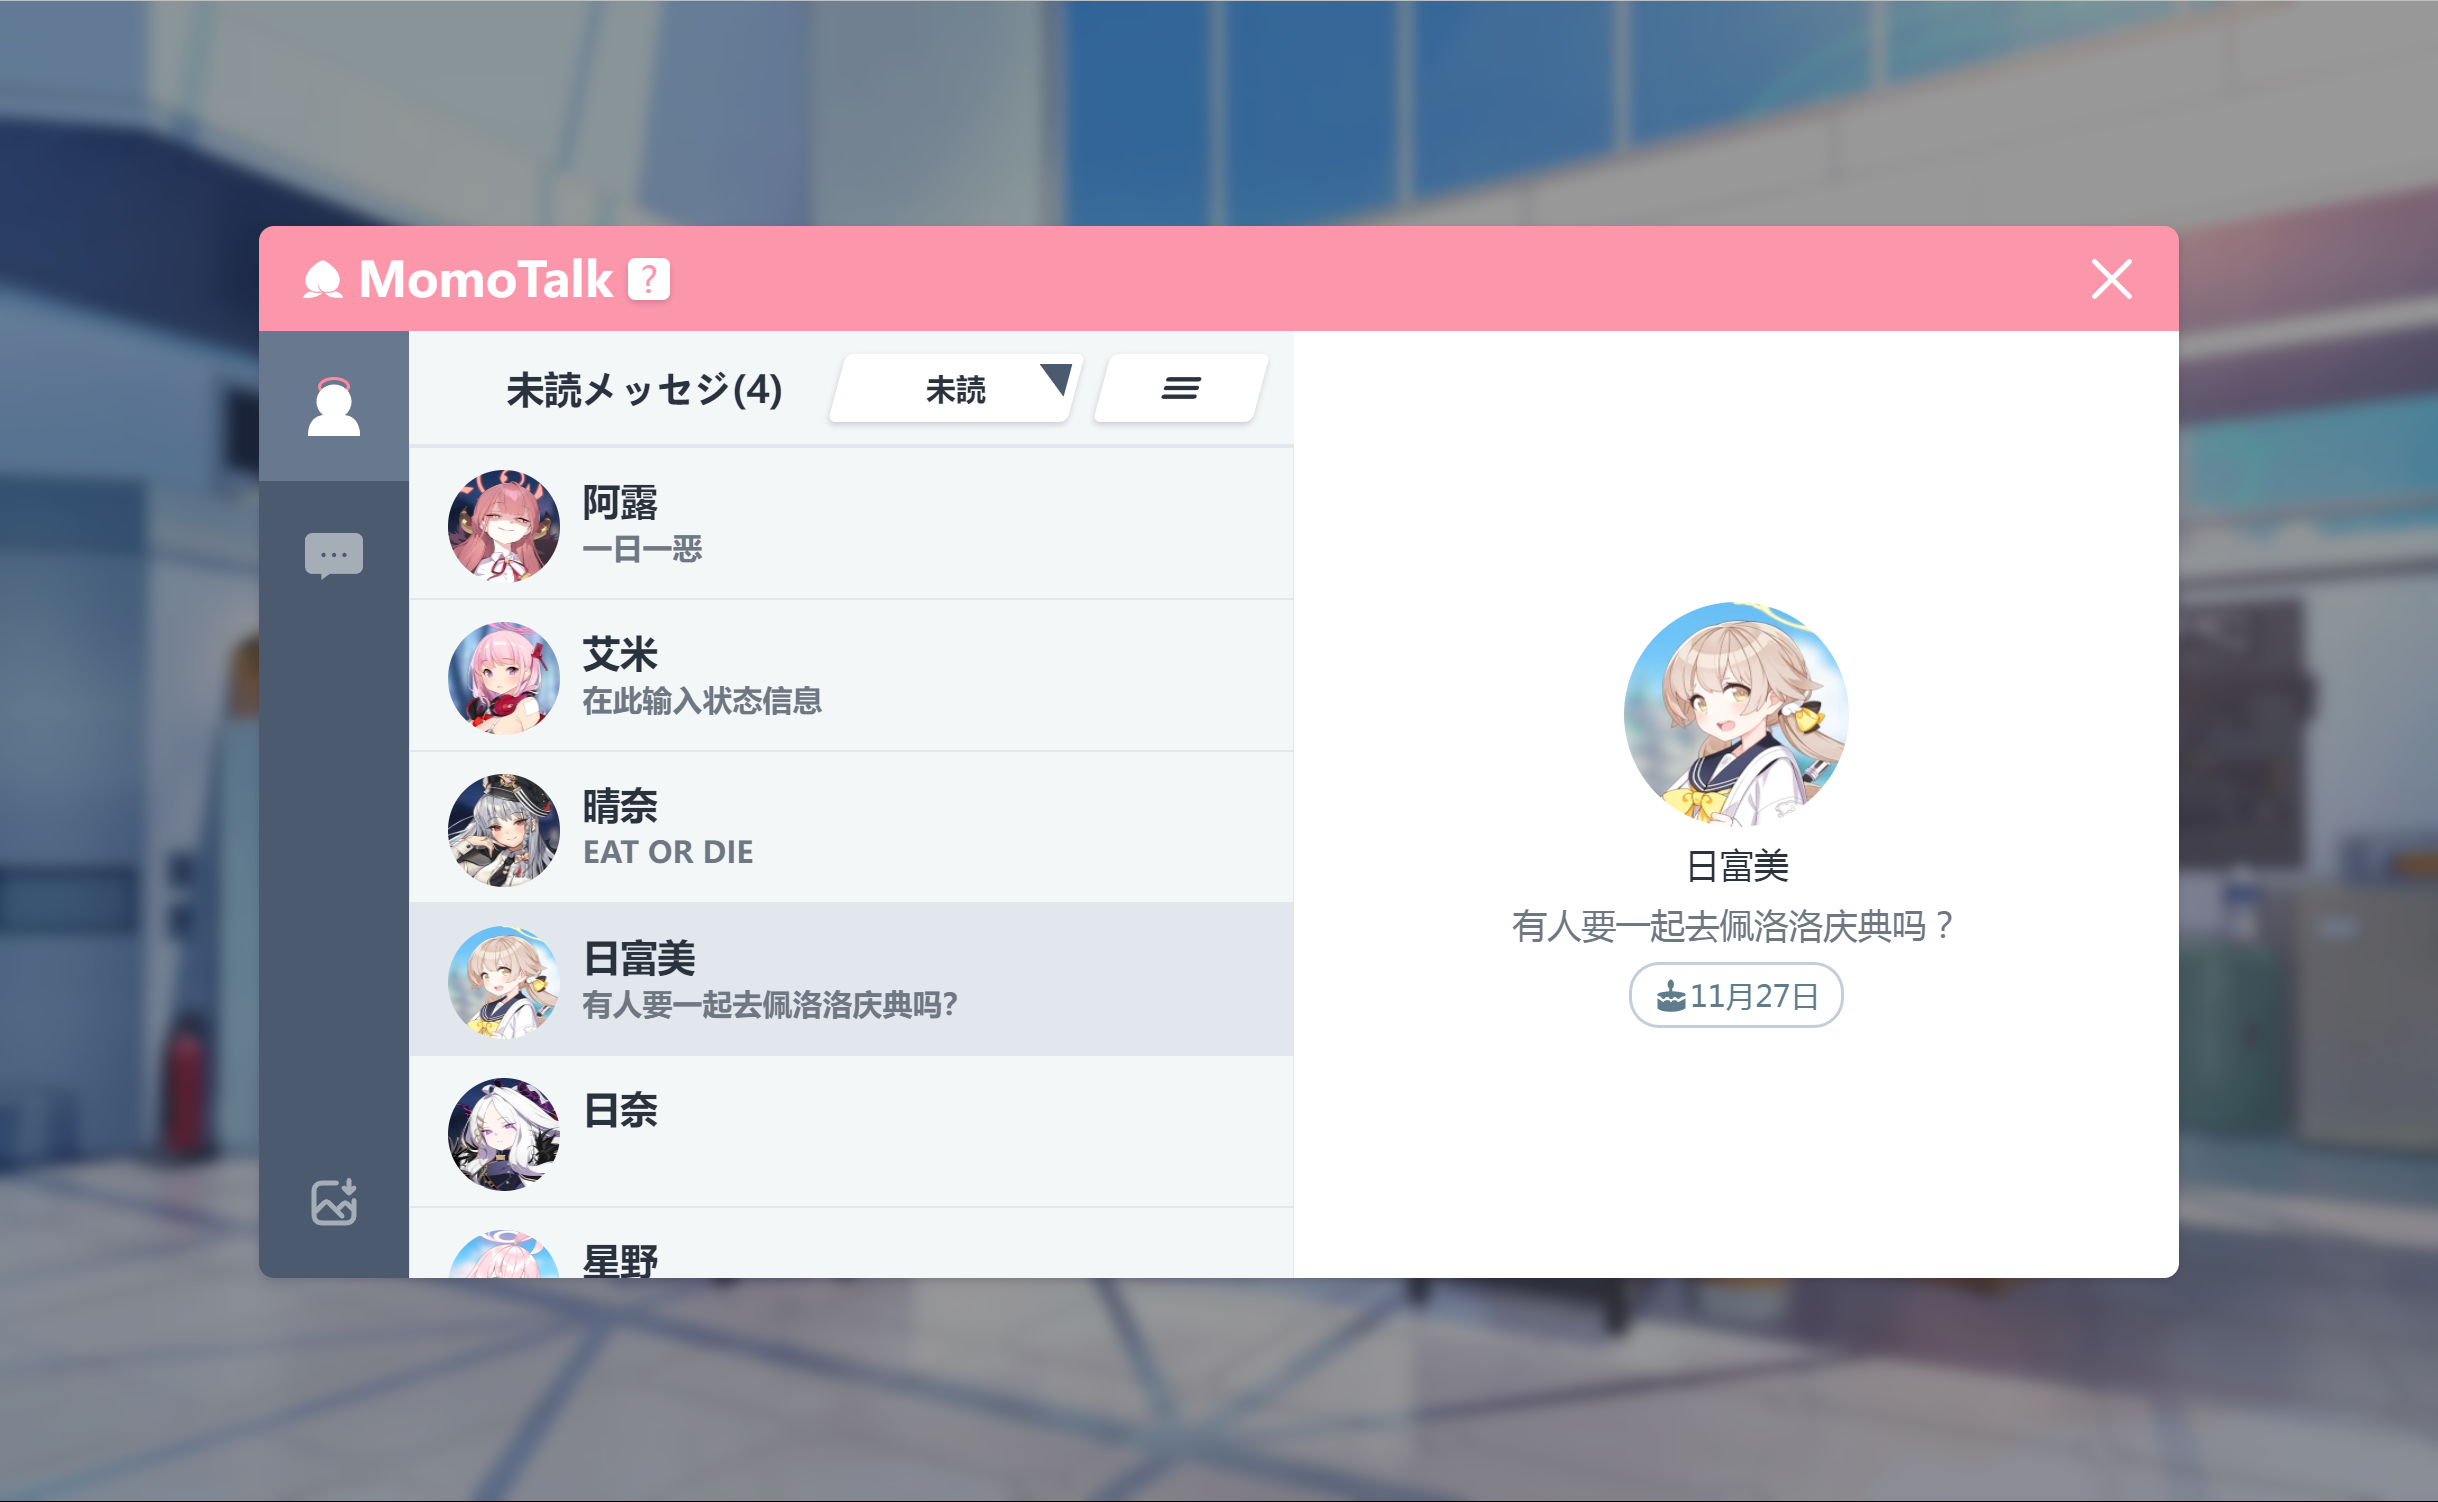 MomoTalk ?
未読メッセジ(4)
未読
阿露
一日一恶
艾米
在此输入状态信息
晴奈
EAT OR DIE
日富美
有人要一起去佩洛洛庆典吗?
日奈
星野
日富美
有人要一起去佩洛洛庆典吗？
11月27日